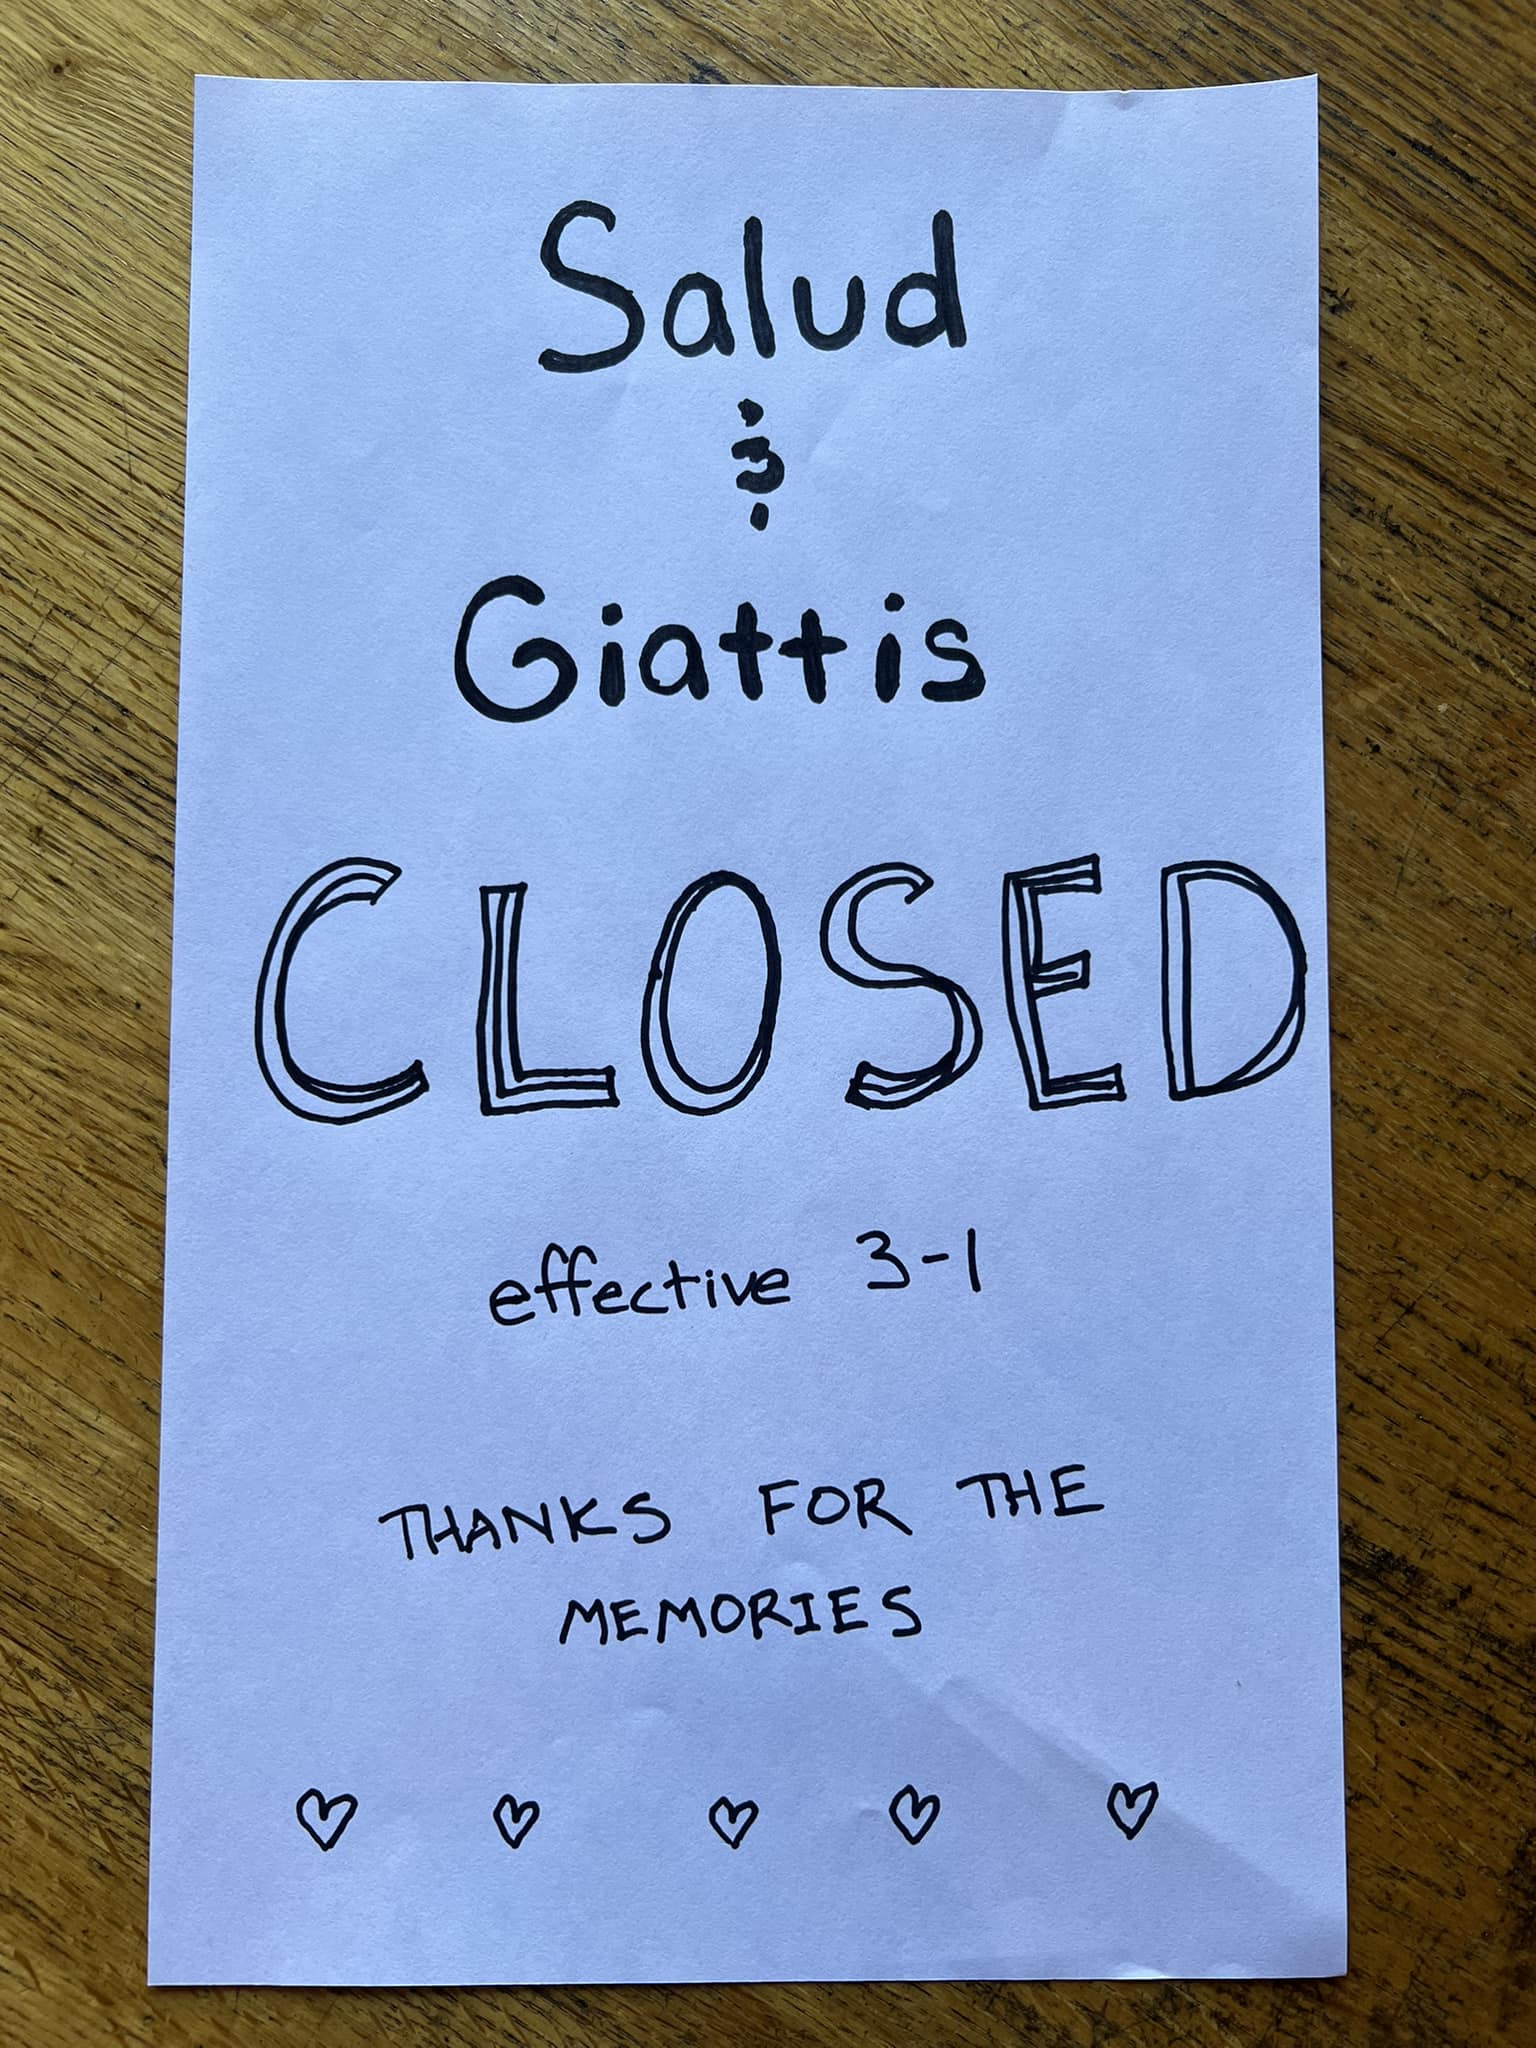 Salud
&
Giattis
CLOSED
effective 3-1
THANKS FOR THE
MEMORIES